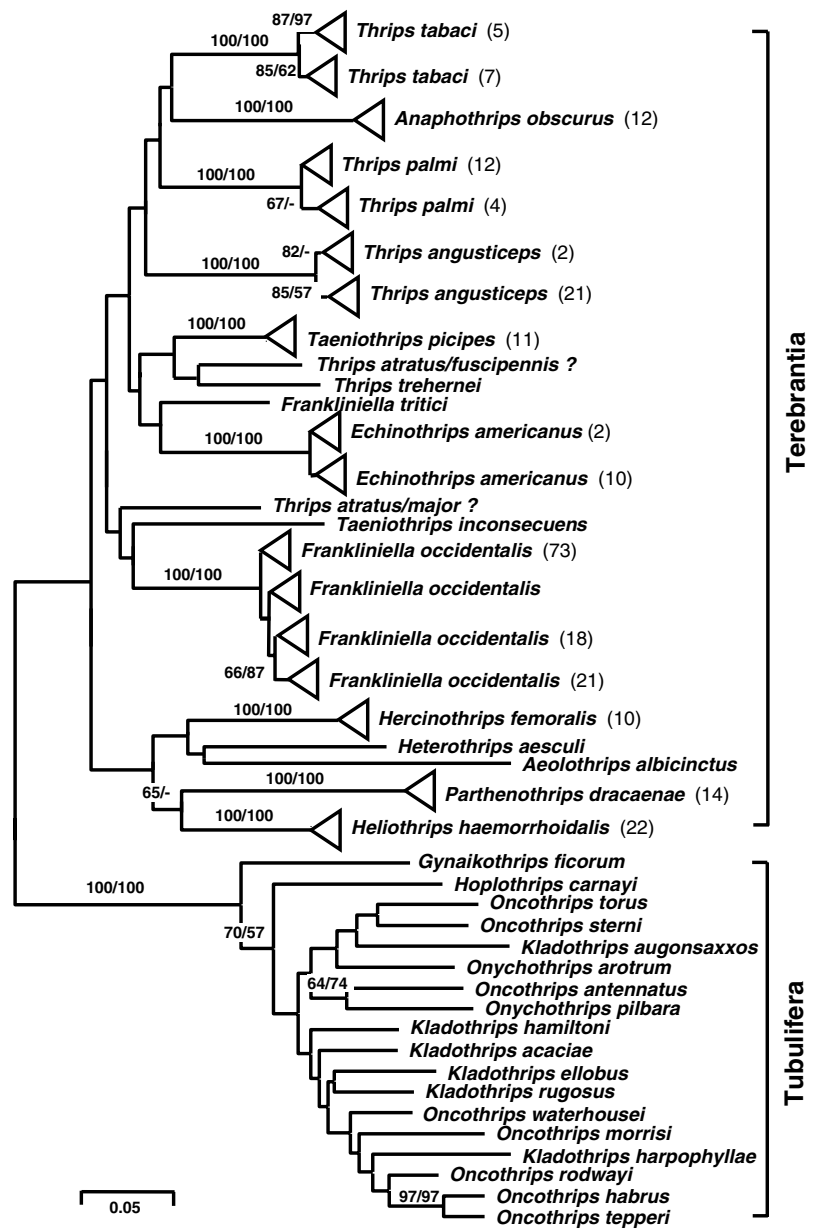 87/97
Thrips tabaci (5)
100/100
85/62
Thrips tabaci (7)
100/100
Anaphothrips obscurus (12)
Thrips palmi (12)
100/100
67/-
Thrips palmi (4)
82/-
Thrips angusticeps (2)
100/100
85/57
Thrips angusticeps (21)
100/100
Taeniothrips picipes (11)
Thrips atratus/fuscipennis ?
Thrips trehernei
Frankliniella tritici
100/100
Echinothrips americanus (2)
Echinothrips americanus (10)
Thrips atratus/major ?
Taeniothrips inconsecuens
Frankliniella occidentalis (73)
100/100
Frankliniella occidentalis
Frankliniella occidentalis (18)
66/87
Frankliniella occidentalis (21)
100/100
Hercinothrips femoralis (10)
Heterothrips aesculi
Aeolothrips albicinctus
65/-
100/100
Parthenothrips dracaenae (14)
100/100
Heliothrips haemorrhoidalis (22)
Terebrantia
Gynaikothrips ficorum
100/100
Hoplothrips carnayi
70/57
Oncothrips torus
Oncothrips sterni
Kladothrips augonsaxxos
Onychothrips arotrum
64/74
Oncothrips antennatus
Onychothrips pilbara
Kladothrips hamiltoni
Kladothrips acaciae
Kladothrips ellobus
Kladothrips rugosus
Oncothrips waterhousei
Oncothrips morrisi
Kladothrips harpophyllae
Oncothrips rodwayi
97/97
Oncothrips habrus
Oncothrips tepperi
Tubulifera
0.05